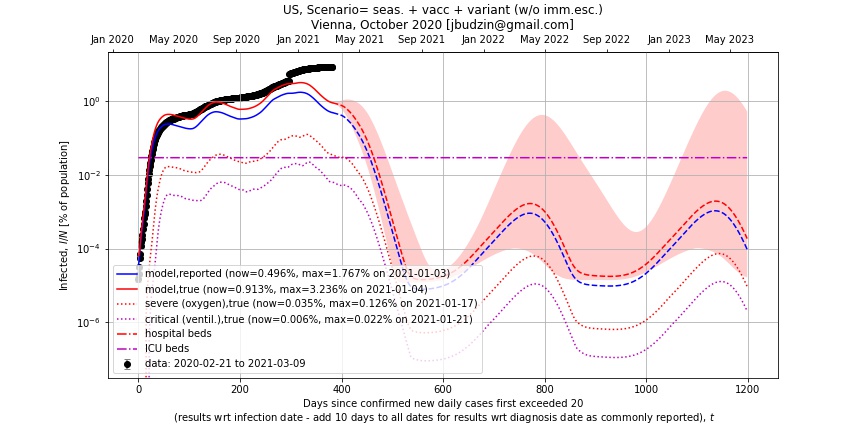 US, Scenario= seas. + vacc + variant (w/o imm.esc.)
Vienna, October 2020 [jbudzin@gmail.com]
Jan 2020 May 2020 Sep 2020 Jan 2021 May 2021 Sep 2021 Jan 2022 May 2022 Sep 2022 Jan 2023 May 2023
Infected, I/N [% of population]
10⁰
10⁻²
10⁻⁴
10⁻⁶
model,reported (now=0.496%, max=1.767% on 2021-01-03)
model,true (now=0.913%, max=3.236% on 2021-01-04)
severe (oxygen),true (now=0.035%, max=0.126% on 2021-01-17)
critical (ventil.),true (now=0.006%, max=0.022% on 2021-01-21)
hospital beds
ICU beds
data: 2020-02-21 to 2021-03-09
0 200 400 600 800 1000 1200
Days since confirmed new daily cases first exceeded 20
(results wrt infection date - add 10 days to all dates for results wrt diagnosis date as commonly reported), t